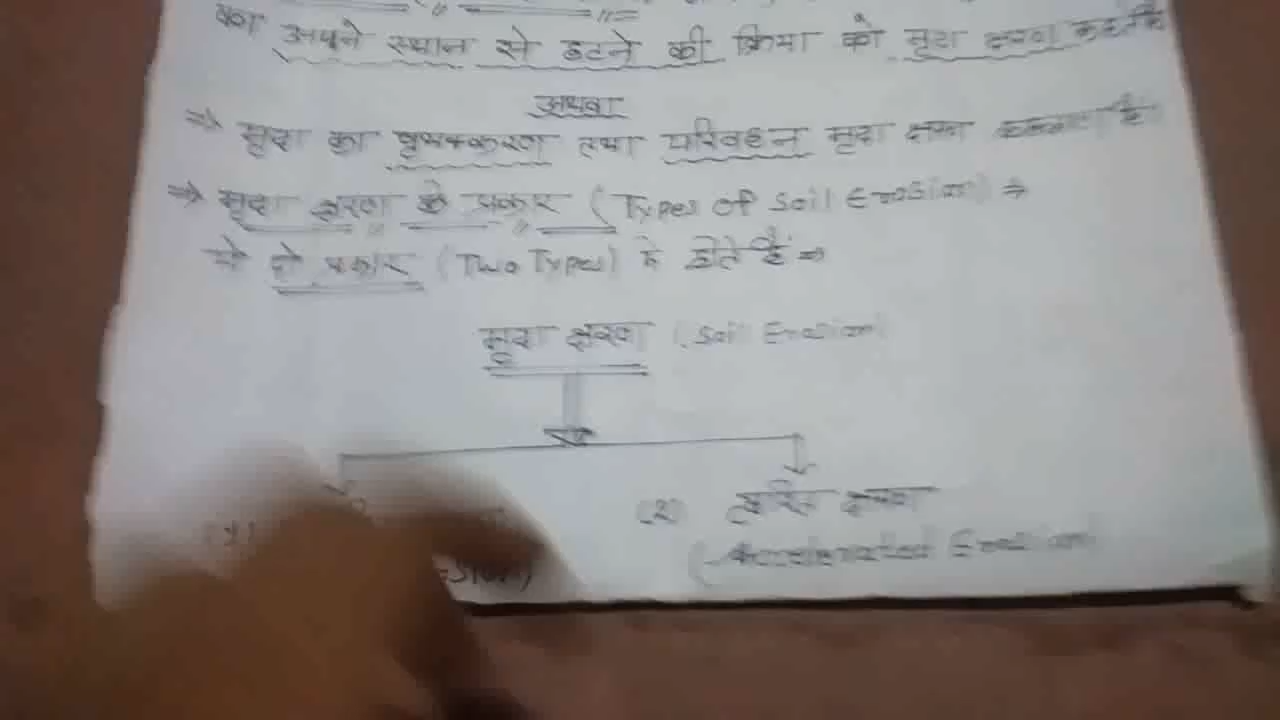 का अपने स्थान से हटने की क्रिया को मृदा क्षरण कहते हैं
अथवा
⇒ मृदा का पृथक्करण तथा परिवहन मृदा क्षरण कहलाता है।
⇒ मृदा क्षरण के प्रकार (Types of Soil Erosion) ⇒
ये दो प्रकार (Two Types) के होते हैं ⇒
मृदा क्षरण (Soil Erosion)
(2) त्वरित क्षरण
(Accelerated Erosion)